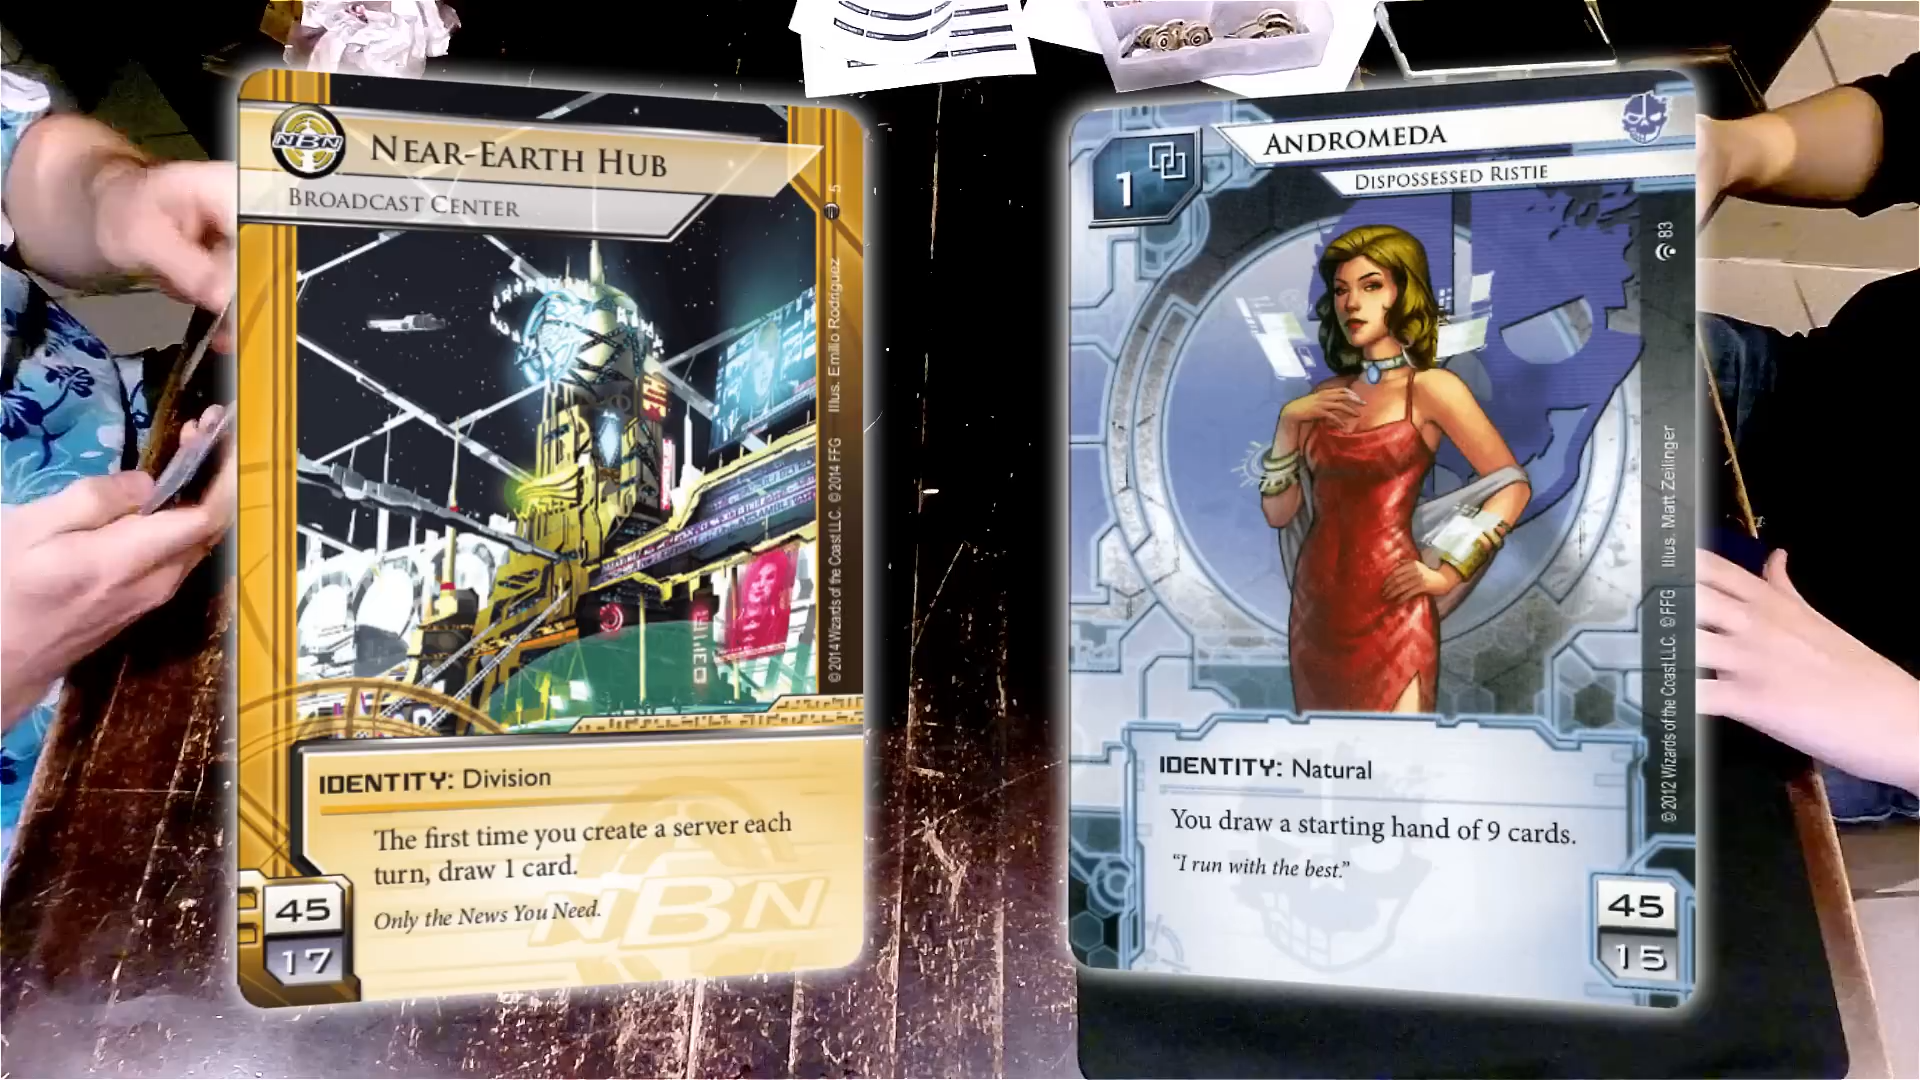 NBN
NEAR-EARTH HUB
BROADCAST CENTER
5
Illus. Emilio Rodríguez
© 2014 Wizards of the Coast LLC. © 2014 FFG
IDENTITY: Division
The first time you create a server each
turn, draw 1 card.
Only the News You Need.
NBN
45
17
1
ANDROMEDA
DISPOSSESSED RISTIE
83
Illus. Matt Zeilinger
© 2012 Wizards of the Coast LLC. © FFG
IDENTITY: Natural
You draw a starting hand of 9 cards.
“I run with the best.”
45
15